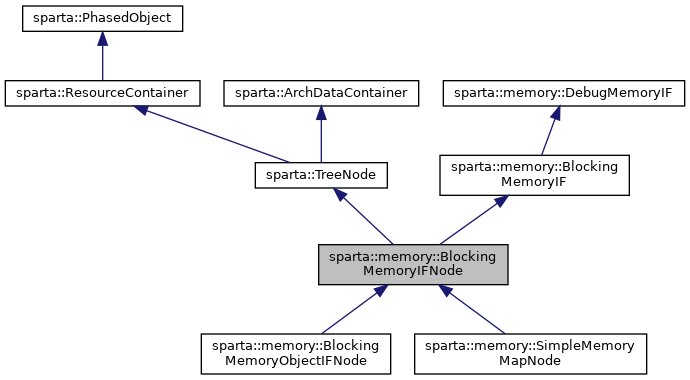 sparta::PhasedObject
sparta::ResourceContainer
sparta::ArchDataContainer
sparta::memory::DebugMemoryIF
sparta::TreeNode
sparta::memory::Blocking
MemoryIF
sparta::memory::Blocking
MemoryIFNode
sparta::memory::Blocking
MemoryObjectIFNode
sparta::memory::SimpleMemory
MapNode